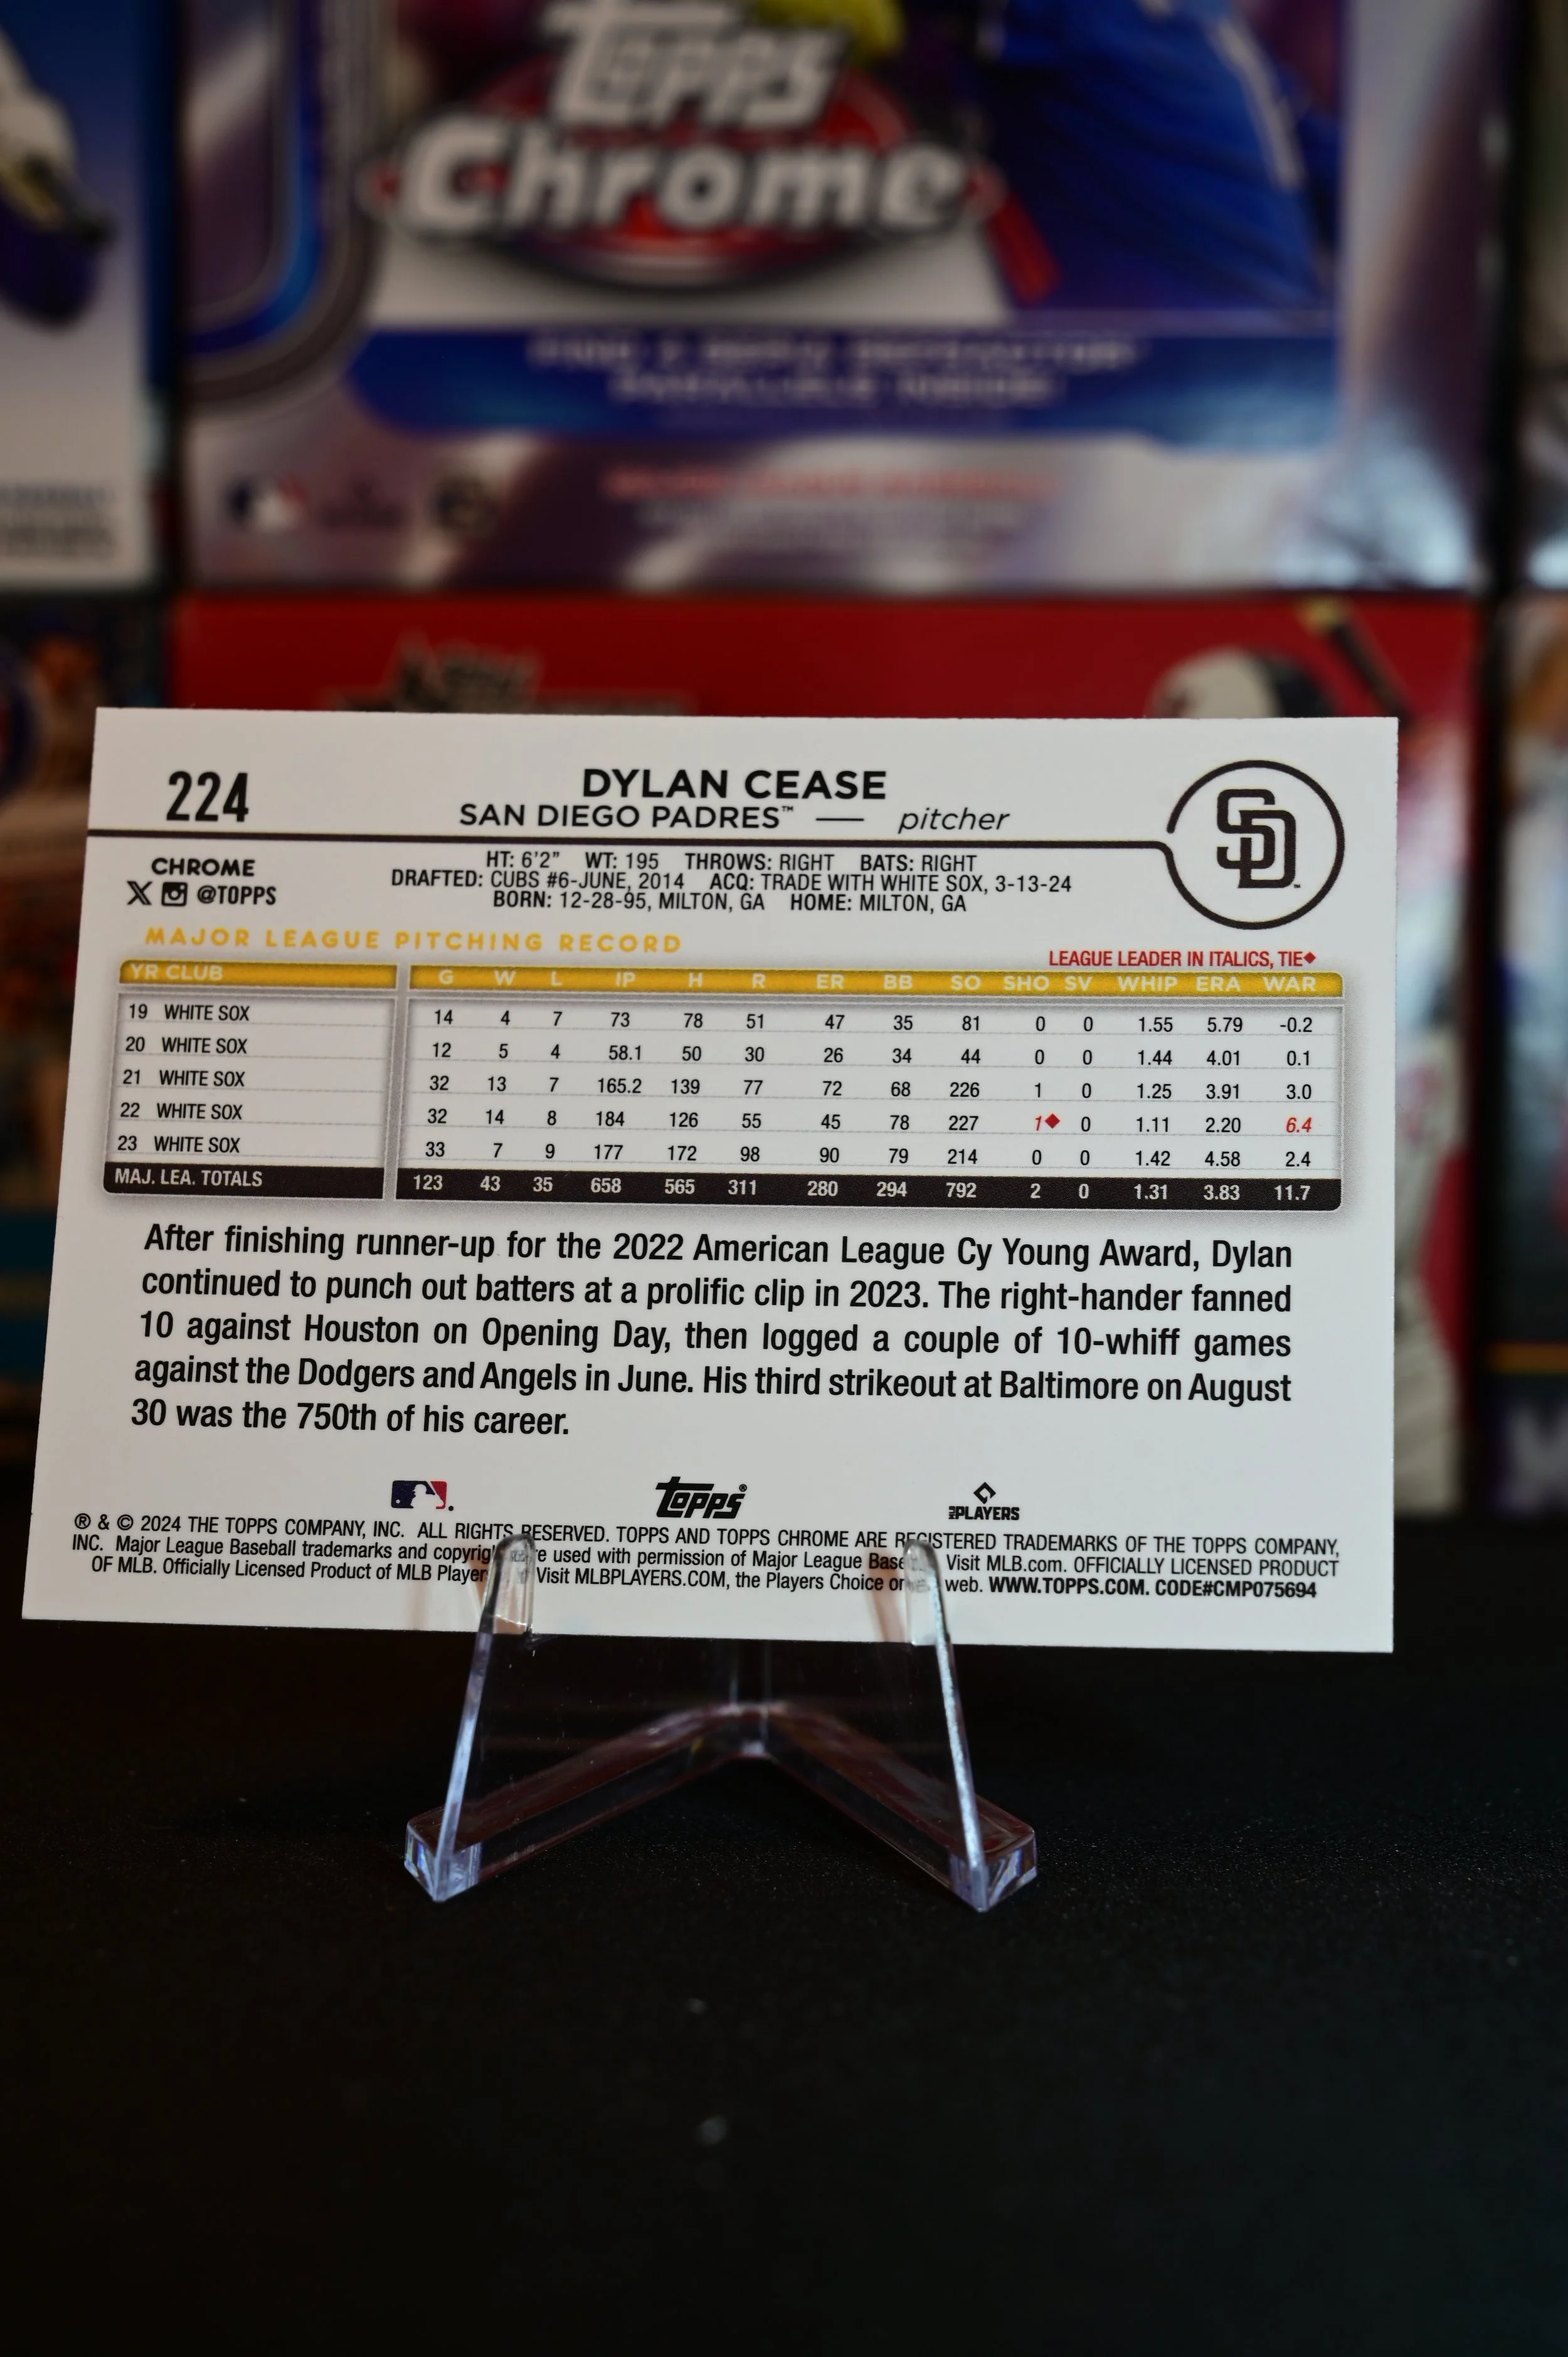 Topps
Chrome
224
DYLAN CEASE
SAN DIEGO PADRES™ — pitcher
SD
CHROME
@TOPPS
HT: 6'2" WT: 195 THROWS: RIGHT BATS: RIGHT
DRAFTED: CUBS #6-JUNE, 2014 ACQ: TRADE WITH WHITE SOX, 3-13-24
BORN: 12-28-95, MILTON, GA HOME: MILTON, GA
MAJOR LEAGUE PITCHING RECORD
LEAGUE LEADER IN ITALICS, TIE◆
YR CLUB G W L IP H R ER BB SO SHO SV WHIP ERA WAR
19 WHITE SOX 14 4 7 73 78 51 47 35 81 0 0 1.55 5.79 -0.2
20 WHITE SOX 12 5 4 58.1 50 30 26 34 44 0 0 1.44 4.01 0.1
21 WHITE SOX 32 13 7 165.2 139 77 72 68 226 1 0 1.25 3.91 3.0
22 WHITE SOX 32 14 8 184 126 55 45 78 227 1◆ 0 1.11 2.20 6.4
23 WHITE SOX 33 7 9 177 172 98 90 79 214 0 0 1.42 4.58 2.4
MAJ. LEA. TOTALS 123 43 35 658 565 311 280 294 792 2 0 1.31 3.83 11.7
After finishing runner-up for the 2022 American League Cy Young Award, Dylan
continued to punch out batters at a prolific clip in 2023. The right-hander fanned
10 against Houston on Opening Day, then logged a couple of 10-whiff games
against the Dodgers and Angels in June. His third strikeout at Baltimore on August
30 was the 750th of his career.
Topps®
PLAYERS
® & © 2024 THE TOPPS COMPANY, INC. ALL RIGHTS RESERVED. TOPPS AND TOPPS CHROME ARE REGISTERED TRADEMARKS OF THE TOPPS COMPANY,
INC. Major League Baseball trademarks and used with permission of Major League Visit MLB.com. OFFICIALLY LICENSED PRODUCT
OF MLB. Officially Licensed Product of MLB Visit MLBPLAYERS.COM, the Players Choice web. WWW.TOPPS.COM. CODE#CMP075694